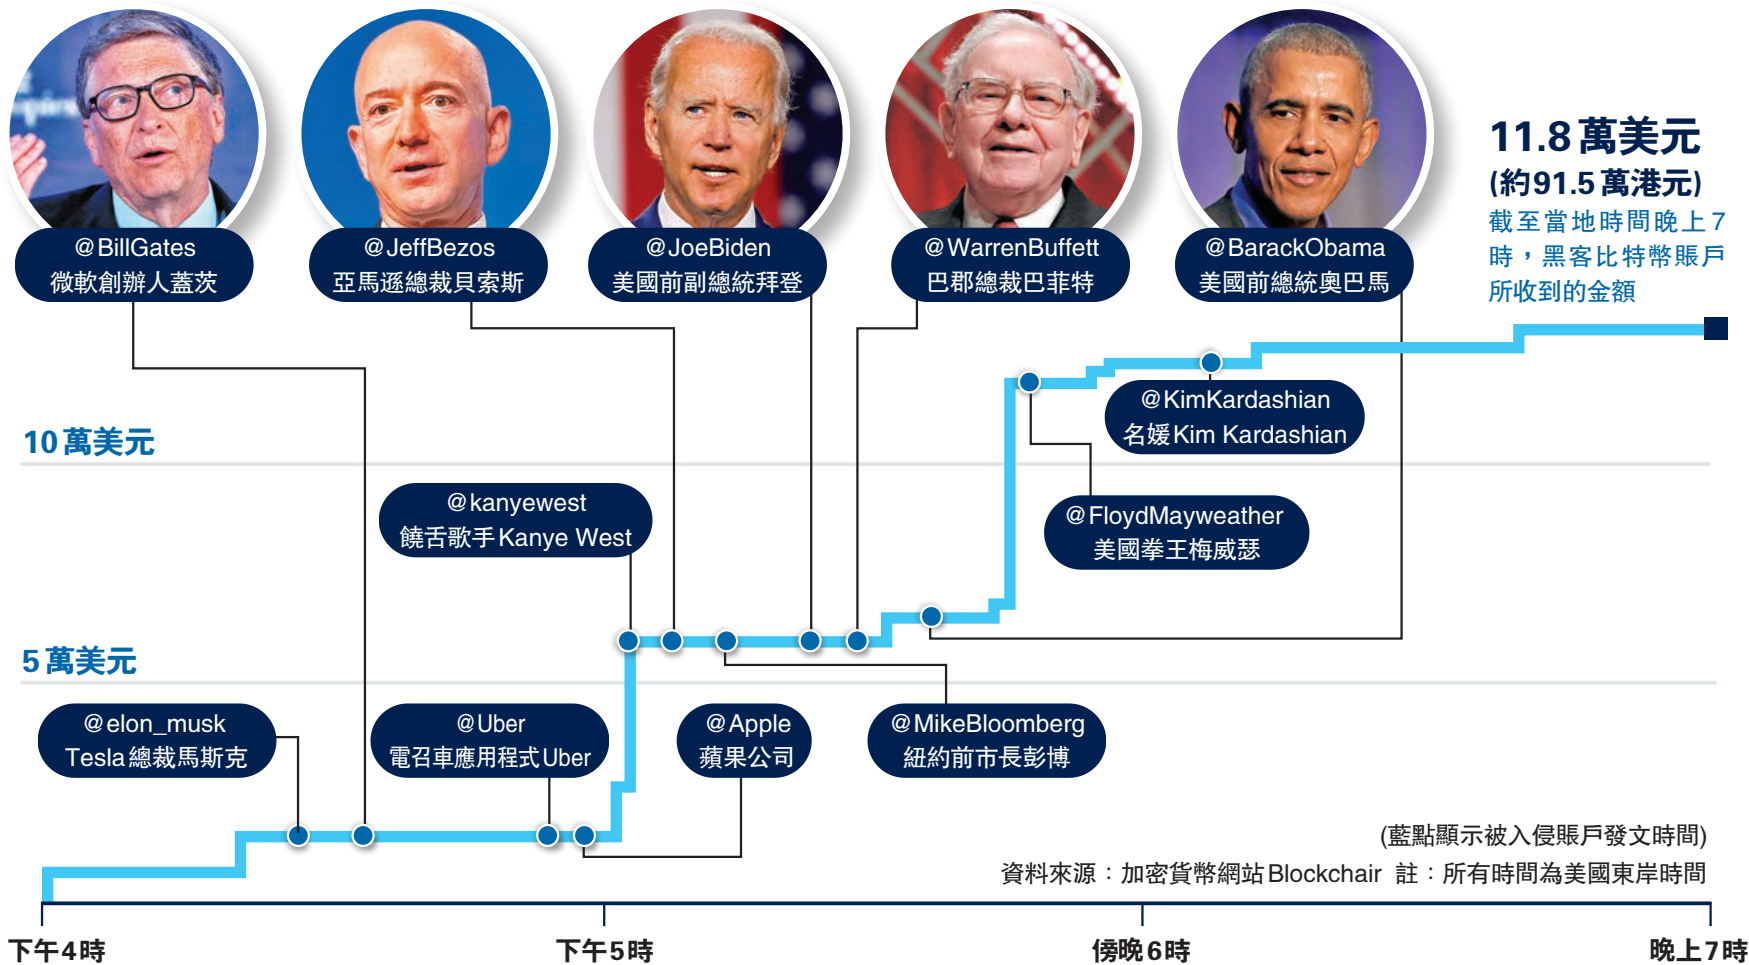 @BillGates
微軟創辦人蓋茨
@JeffBezos
亞馬遜總裁貝索斯
@JoeBiden
美國前副總統拜登
@WarrenBuffett
巴郡總裁巴菲特
@BarackObama
美國前總統奧巴馬
11.8萬美元
(約91.5萬港元)
截至當地時間晚上7
時，黑客比特幣賬戶
所收到的金額
@KimKardashian
名媛Kim Kardashian
10萬美元
@kanyewest
饒舌歌手Kanye West
@FloydMayweather
美國拳王梅威瑟
5萬美元
@elon_musk
Tesla總裁馬斯克
@Uber
電召車應用程式Uber
@Apple
蘋果公司
@MikeBloomberg
紐約前市長彭博
(藍點顯示被入侵賬戶發文時間)
資料來源：加密貨幣網站Blockchair 註：所有時間為美國東岸時間
下午4時
下午5時
傍晚6時
晚上7時